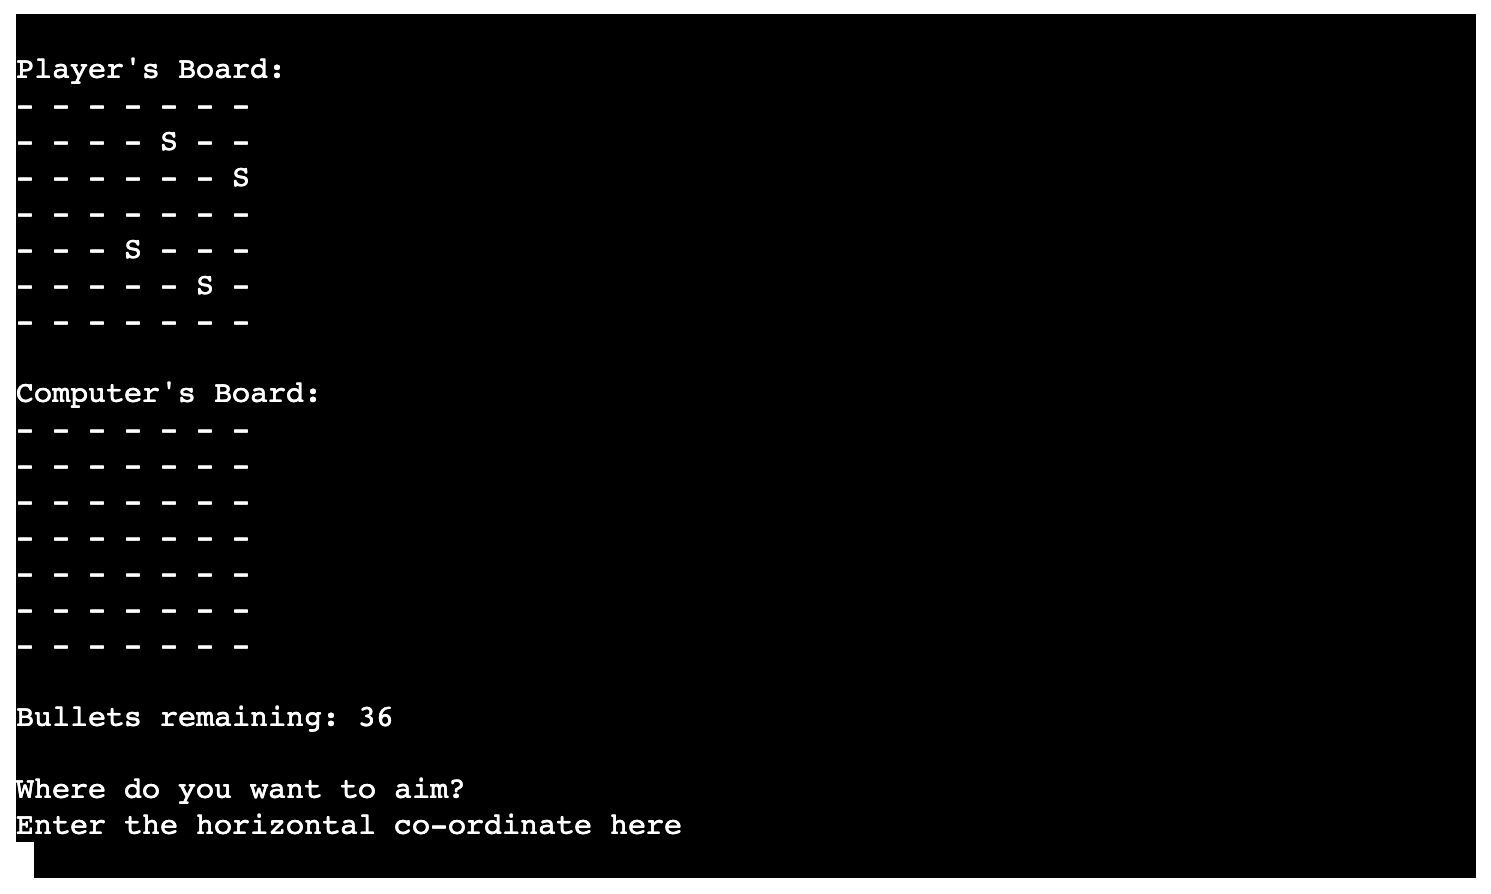 Player's Board:
- - - - - - -
- - - - S - -
- - - - - - S
- - - - - - -
- - - S - - -
- - - - - S -
- - - - - - -
Computer's Board:
- - - - - - -
- - - - - - -
- - - - - - -
- - - - - - -
- - - - - - -
- - - - - - -
- - - - - - -
Bullets remaining: 36
Where do you want to aim?
Enter the horizontal co-ordinate here